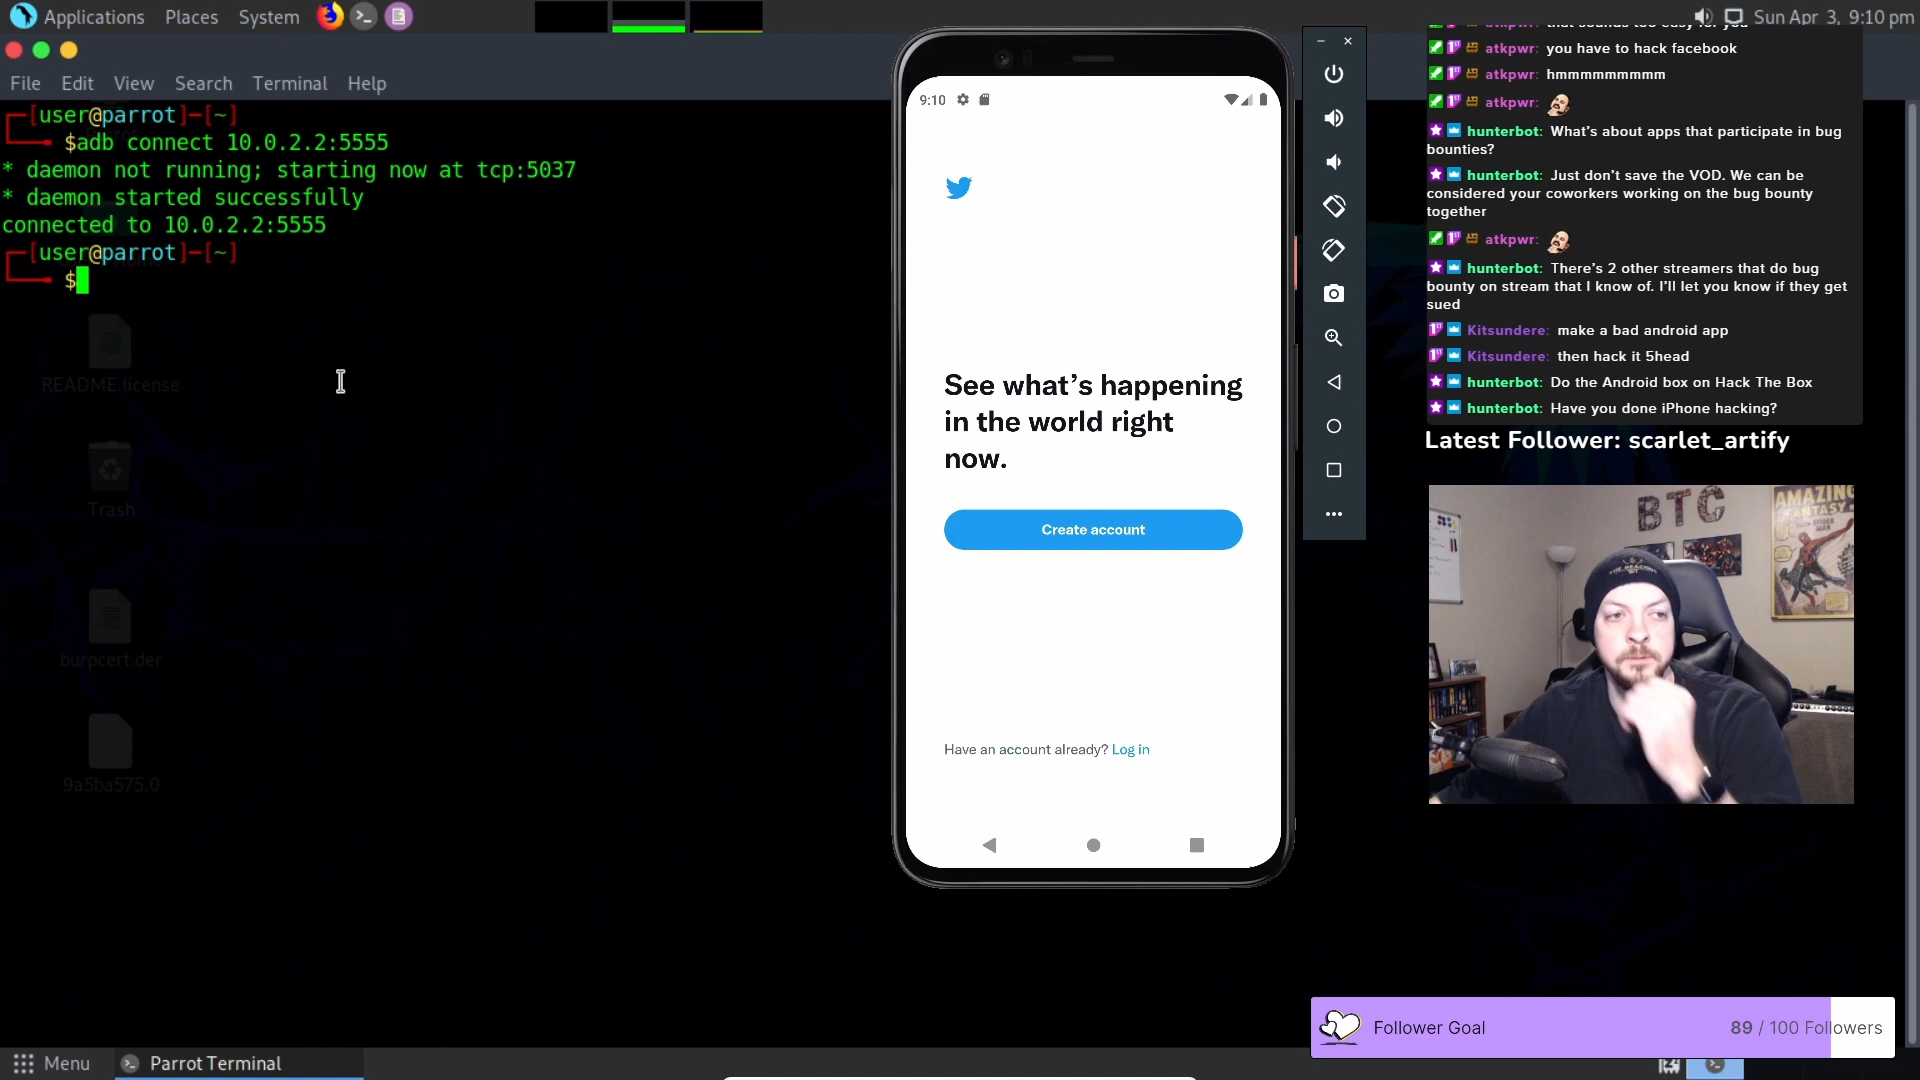 Applications Places System
Sun Apr 3, 9:10 pm
File Edit View Search Terminal Help
┌─[user@parrot]─[~]
└──╼ $adb connect 10.0.2.2:5555
* daemon not running; starting now at tcp:5037
* daemon started successfully
connected to 10.0.2.2:5555
┌─[user@parrot]─[~]
└──╼ $
README.license
Trash
burpcert.der
9a5ba575.0
9:10
See what’s happening
in the world right
now.
Create account
Have an account already? Log in
atkpwr: that sounds too easy for you
atkpwr: you have to hack facebook
atkpwr: hmmmmmmmmm
atkpwr:
hunterbot: What’s about apps that participate in bug
bounties?
hunterbot: Just don’t save the VOD. We can be
considered your coworkers working on the bug bounty
together
atkpwr:
hunterbot: There’s 2 other streamers that do bug
bounty on stream that I know of. I’ll let you know if they get
sued
Kitsundere: make a bad android app
Kitsundere: then hack it 5head
hunterbot: Do the Android box on Hack The Box
hunterbot: Have you done iPhone hacking?
Latest Follower: scarlet_artify
BTC
AMAZING
FANTASY
Follower Goal 89 / 100 Followers
Menu Parrot Terminal